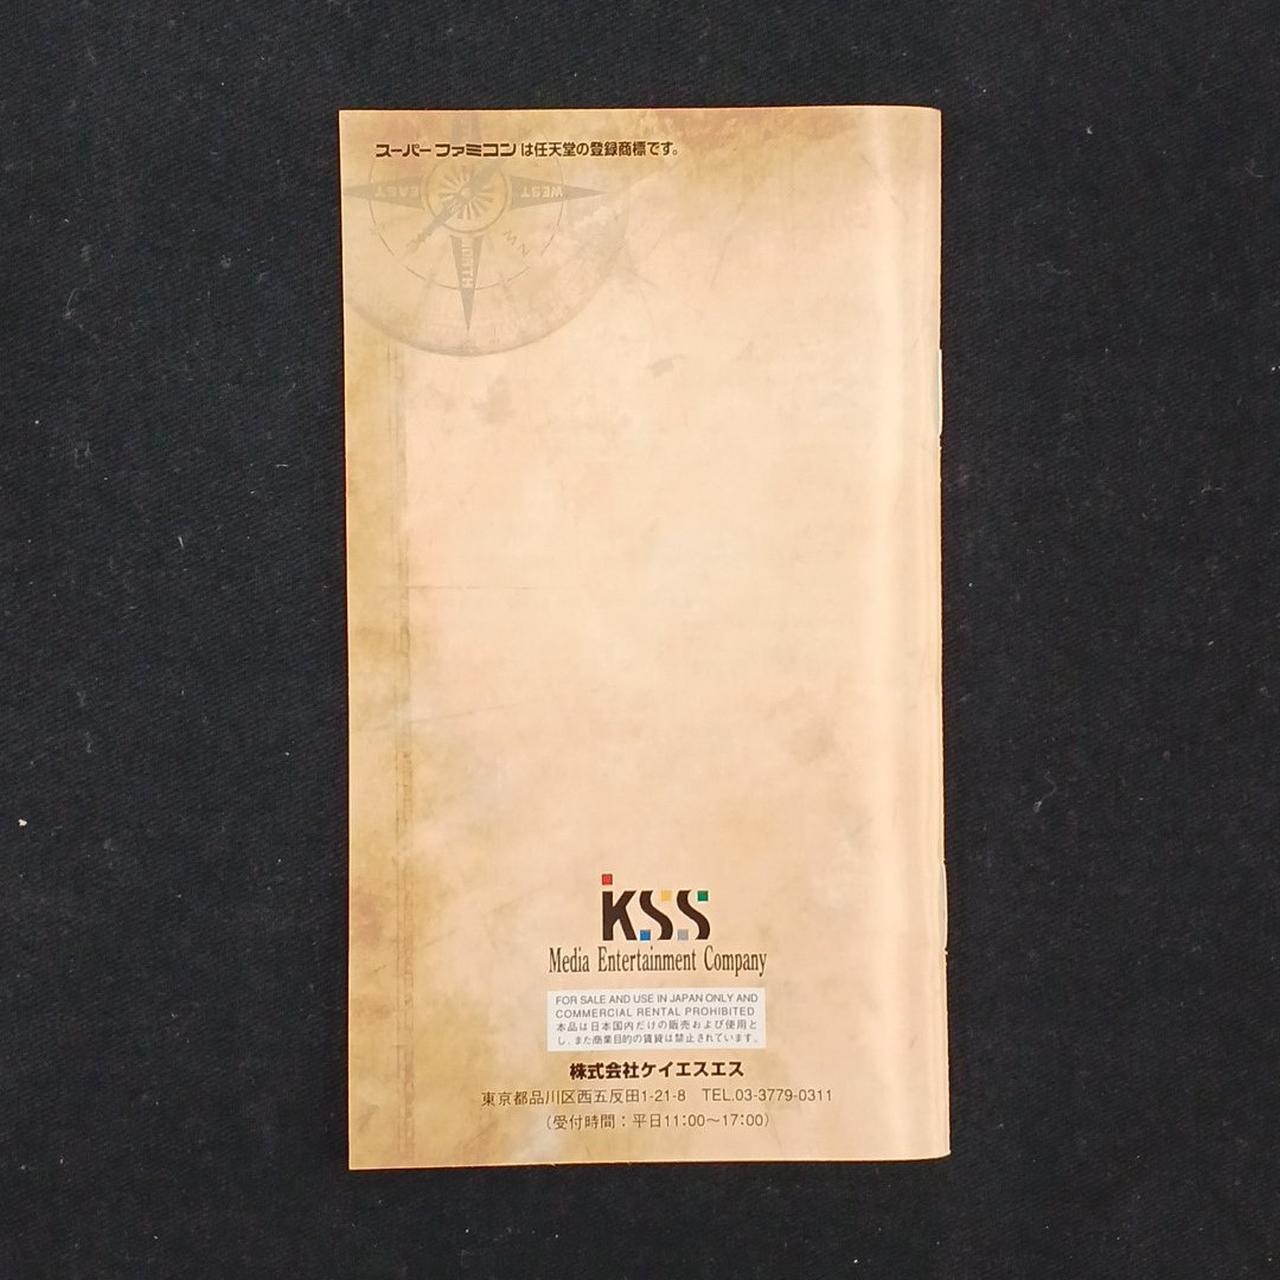 スーパーファミコンは任天堂の登録商標です。
EAST
WEST
NW
NORTH
KSS
Media Entertainment Company
FOR SALE AND USE IN JAPAN ONLY AND
COMMERCIAL RENTAL PROHIBITED
本品は日本国内だけの販売および使用と
し、また商業目的の賃貸は禁止されています。
株式会社ケイエスエス
東京都品川区西五反田1-21-8 TEL.03-3779-0311
(受付時間：平日11:00～17:00)